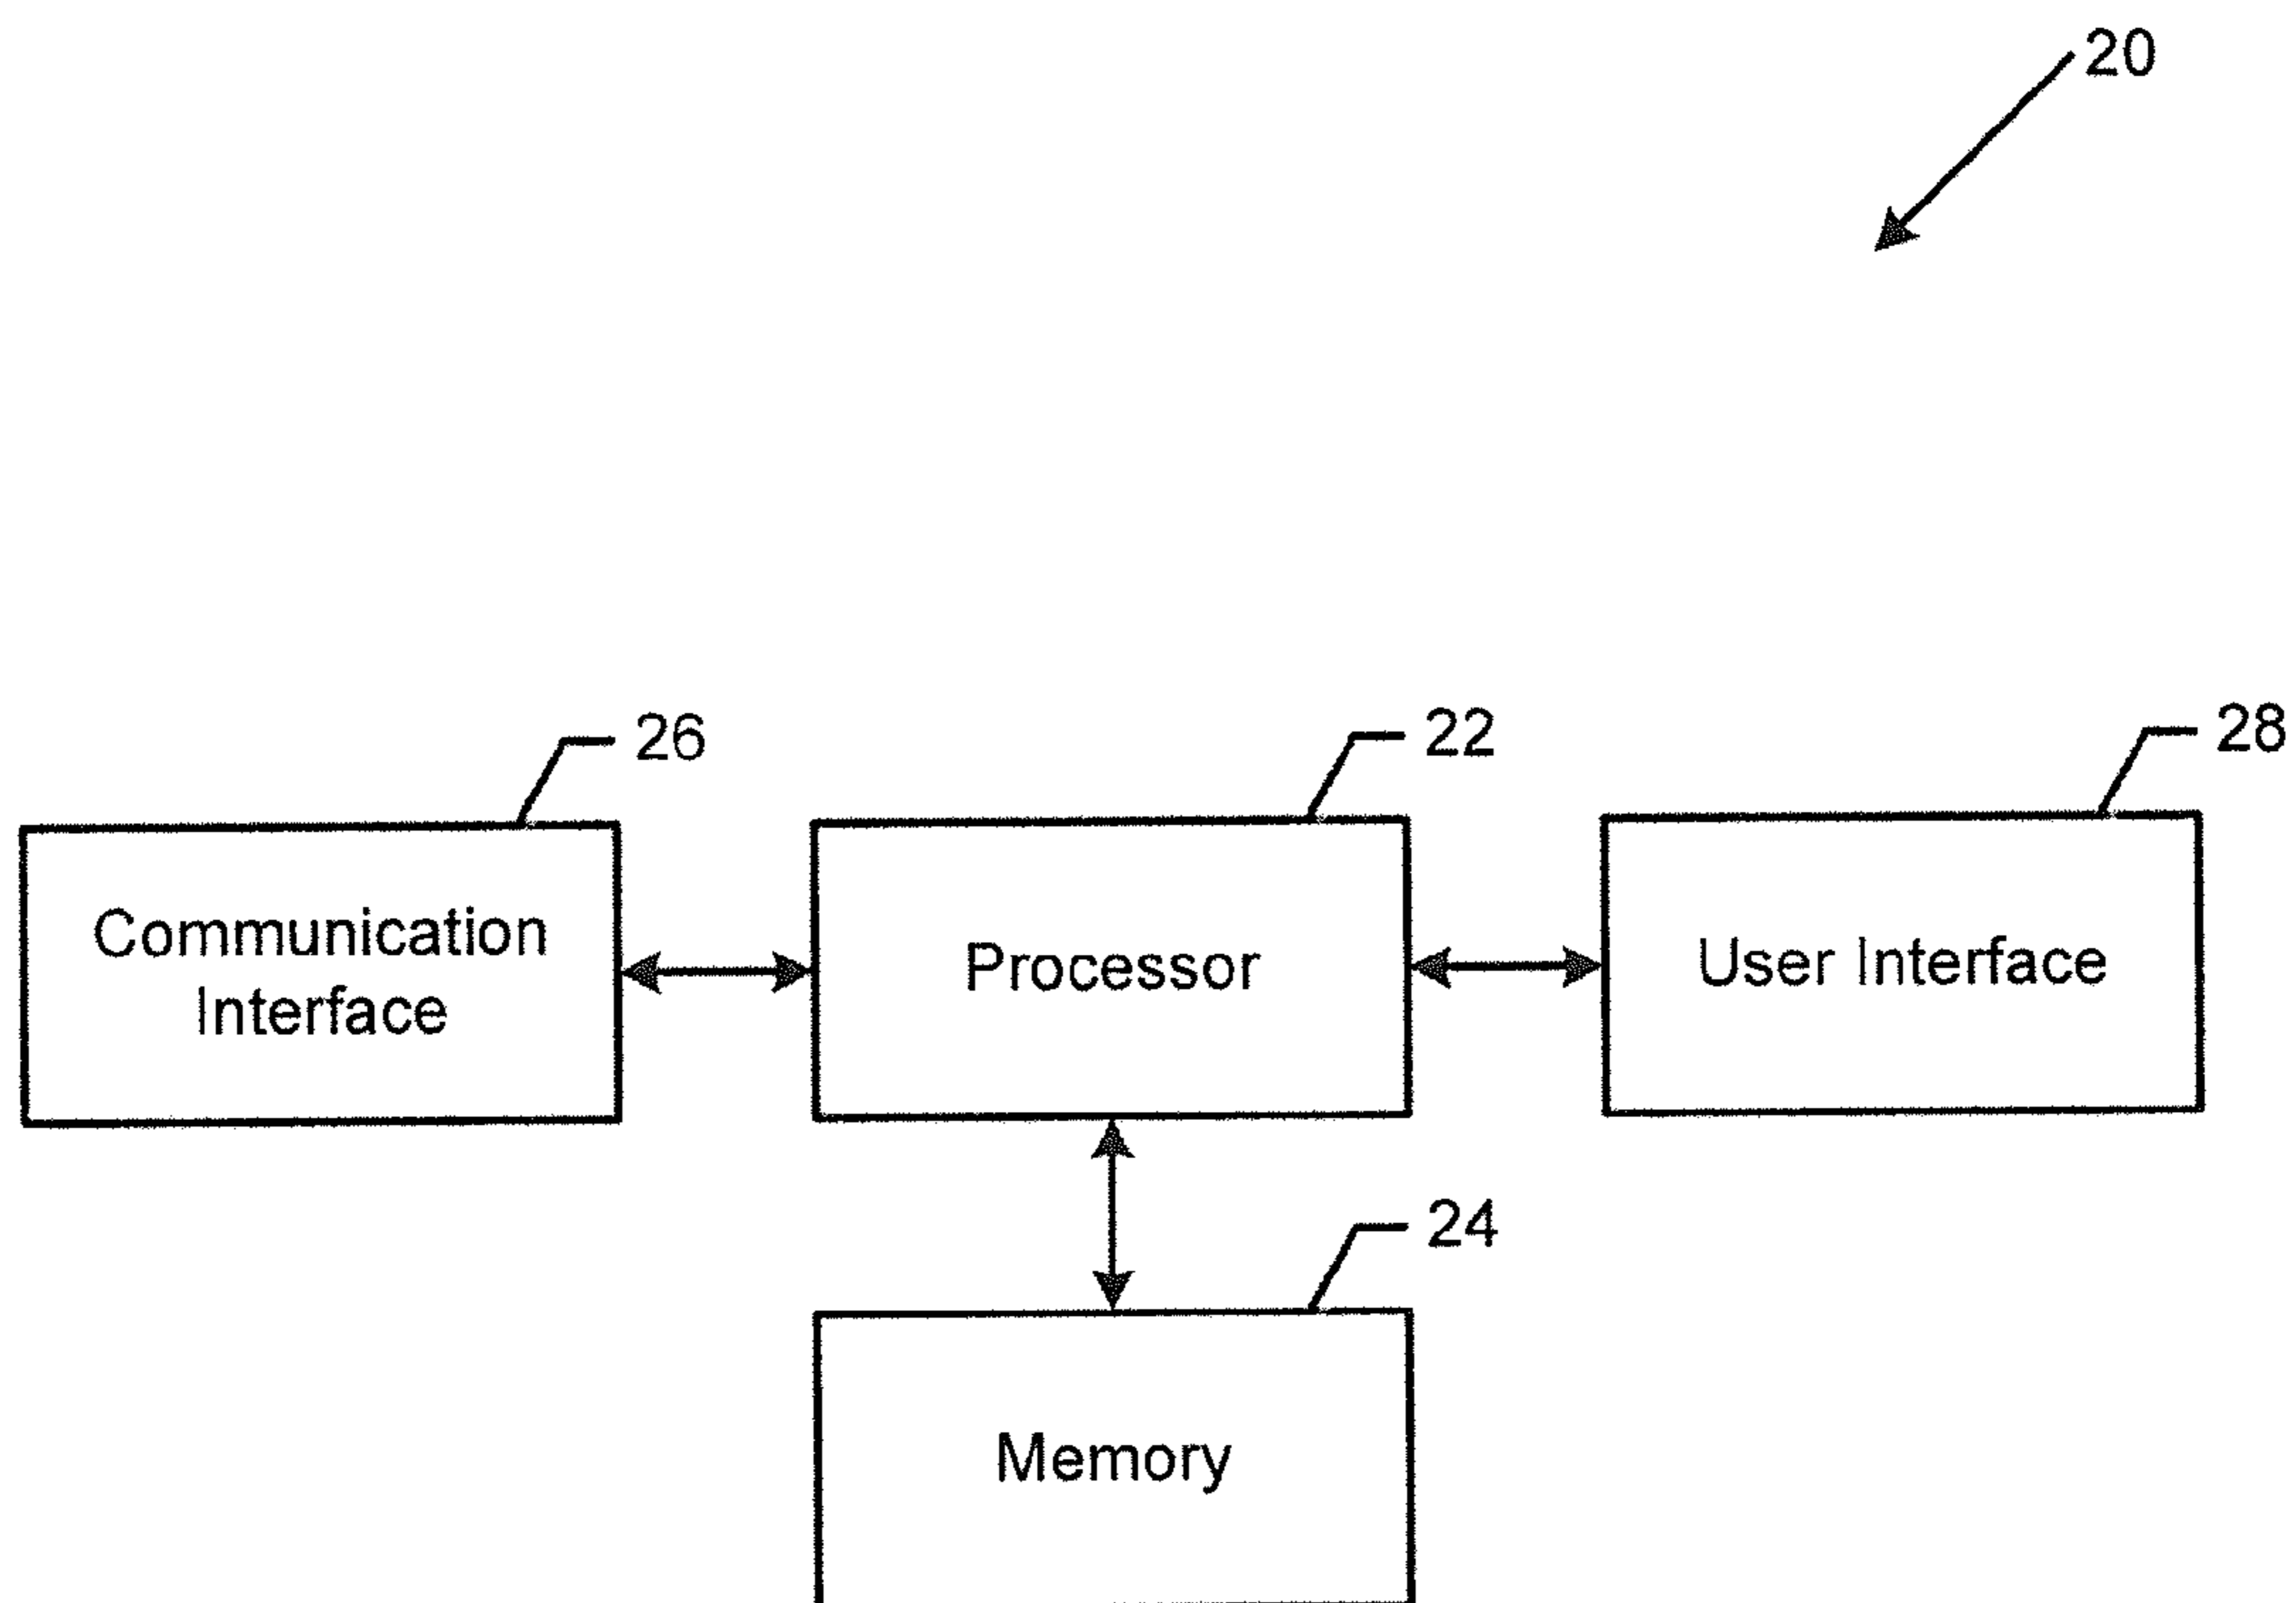 20
26
22
28
Communication
Interface
Processor
User Interface
24
Memory